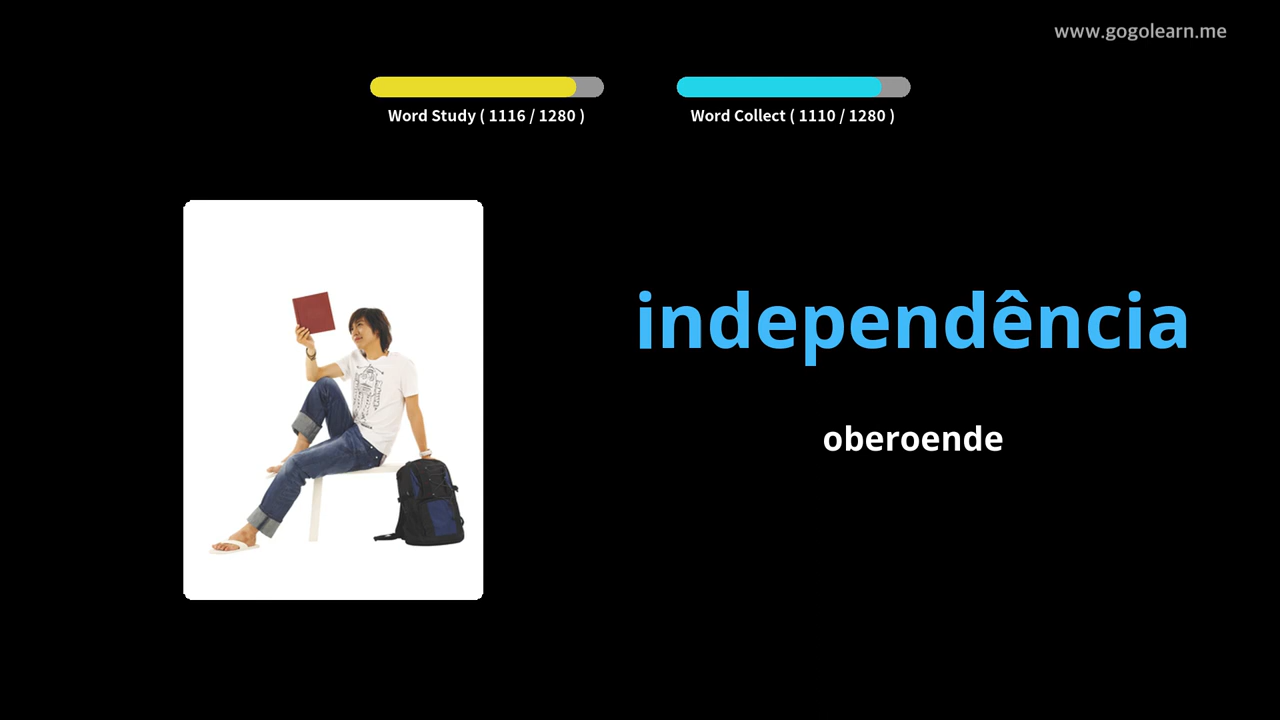 www.gogolearn.me
Word Study ( 1116 / 1280 )
Word Collect ( 1110 / 1280 )
independência
oberoende